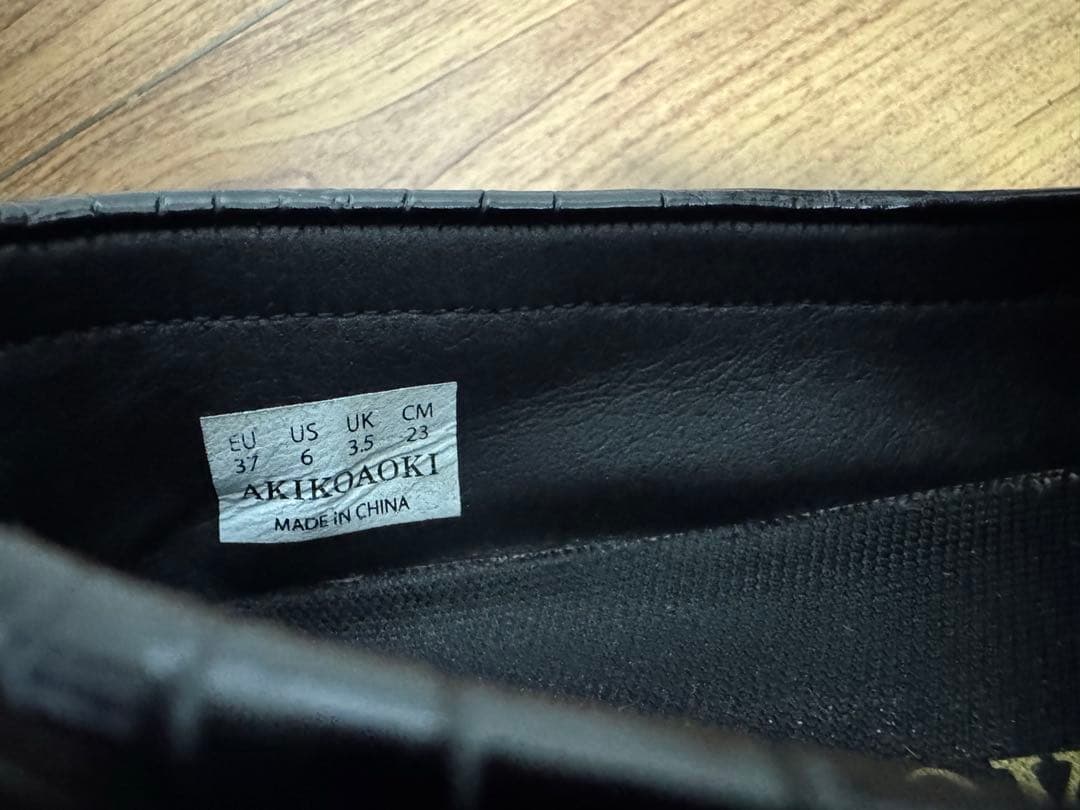 EU US UK CM
37 6 3.5 23
AKIKOAOKI
MADE iN CHINA